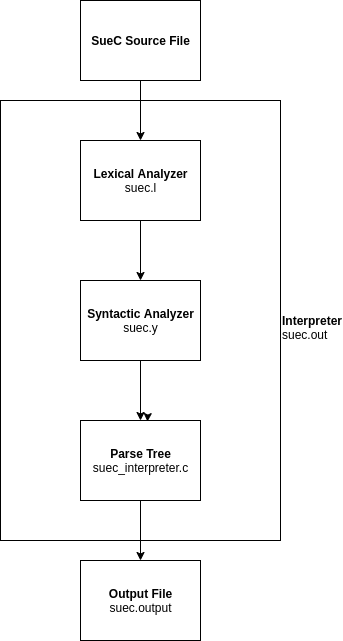 SueC Source File
Lexical Analyzer
suec.l
Syntactic Analyzer
suec.y
Interpreter
suec.out
Parse Tree
suec_interpreter.c
Output File
suec.output